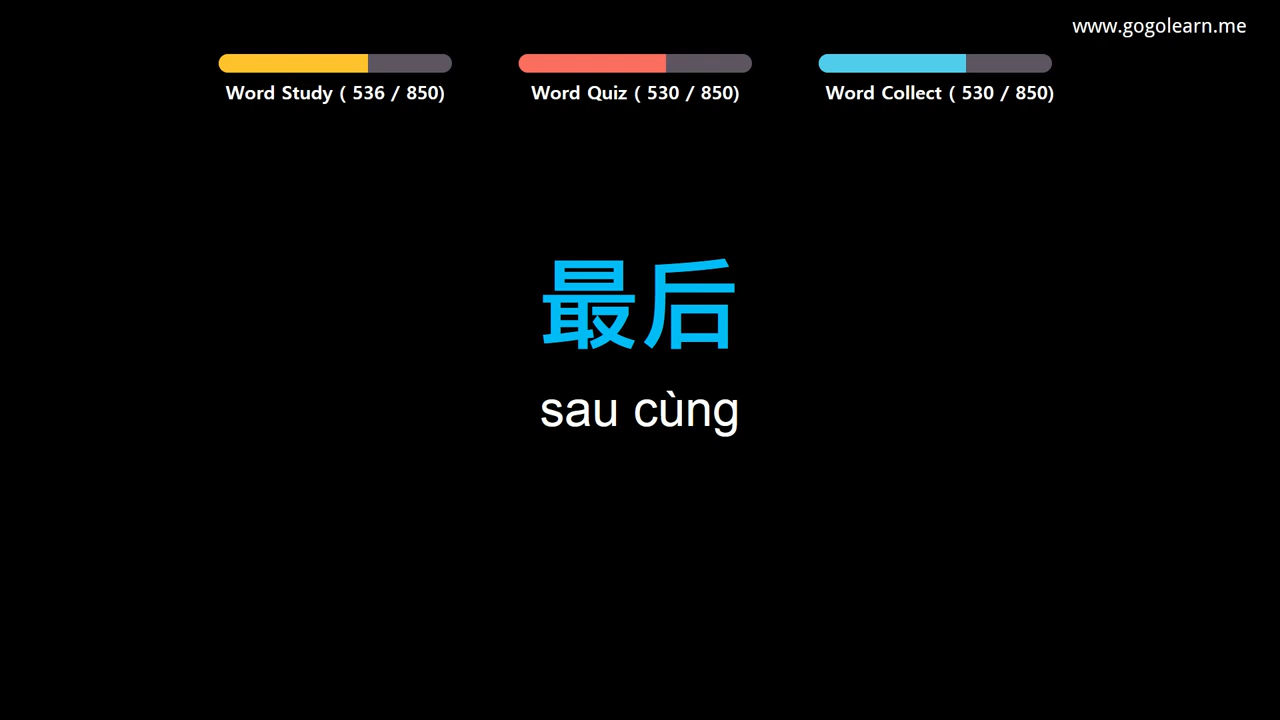 www.gogolearn.me
Word Study ( 536 / 850)
Word Quiz ( 530 / 850)
Word Collect ( 530 / 850)
最后
sau cùng